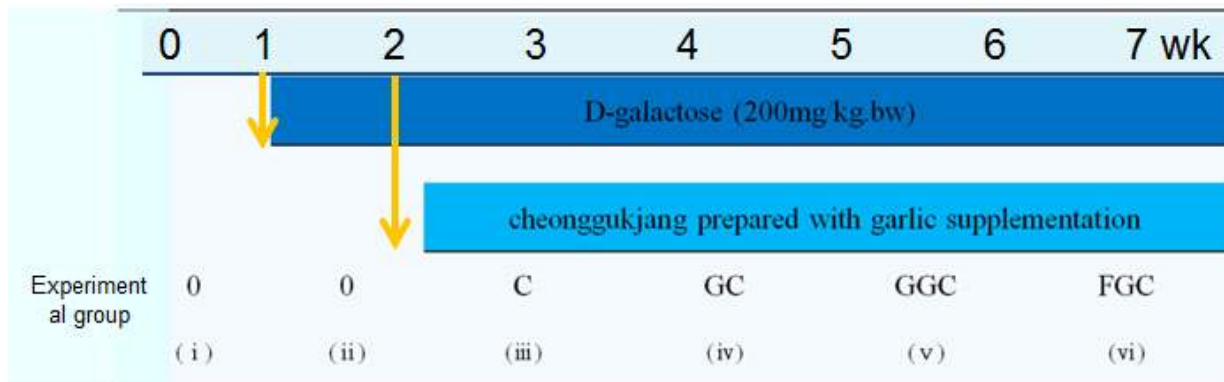 0 1 2 3 4 5 6 7 wk
D-galactose (200mg/kg.bw)
cheonggukjang prepared with garlic supplementation
Experiment
al group
0 0 C GC GGC FGC
( i ) (ii) (iii) (iv) (v) (vi)